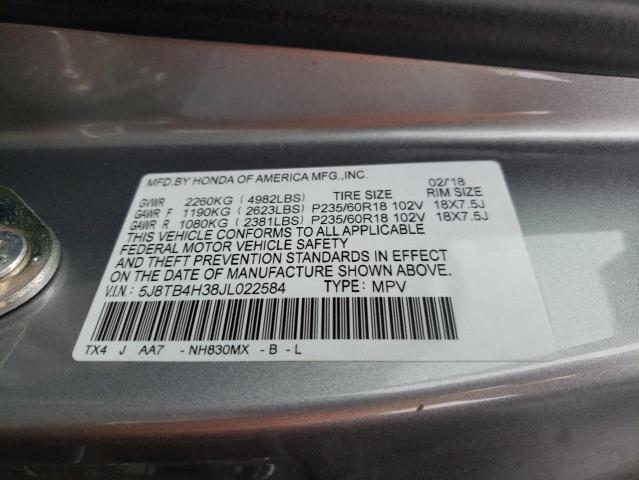 MFD.BY HONDA OF AMERICA MFG.,INC. 02/'18
GVWR 2260KG ( 4982LBS) TIRE SIZE RIM SIZE
GAWR F 1190KG ( 2623LBS) P235/60R18 102V 18X7.5J
GAWR R 1080KG ( 2381LBS) P235/60R18 102V 18X7.5J
THIS VEHICLE CONFORMS TO ALL APPLICABLE
FEDERAL MOTOR VEHICLE SAFETY
AND THEFT PREVENTION STANDARDS IN EFFECT
ON THE DATE OF MANUFACTURE SHOWN ABOVE.
V.I.N.: 5J8TB4H38JL022584 TYPE: MPV
TX4 J AA7 - NH830MX - B - L